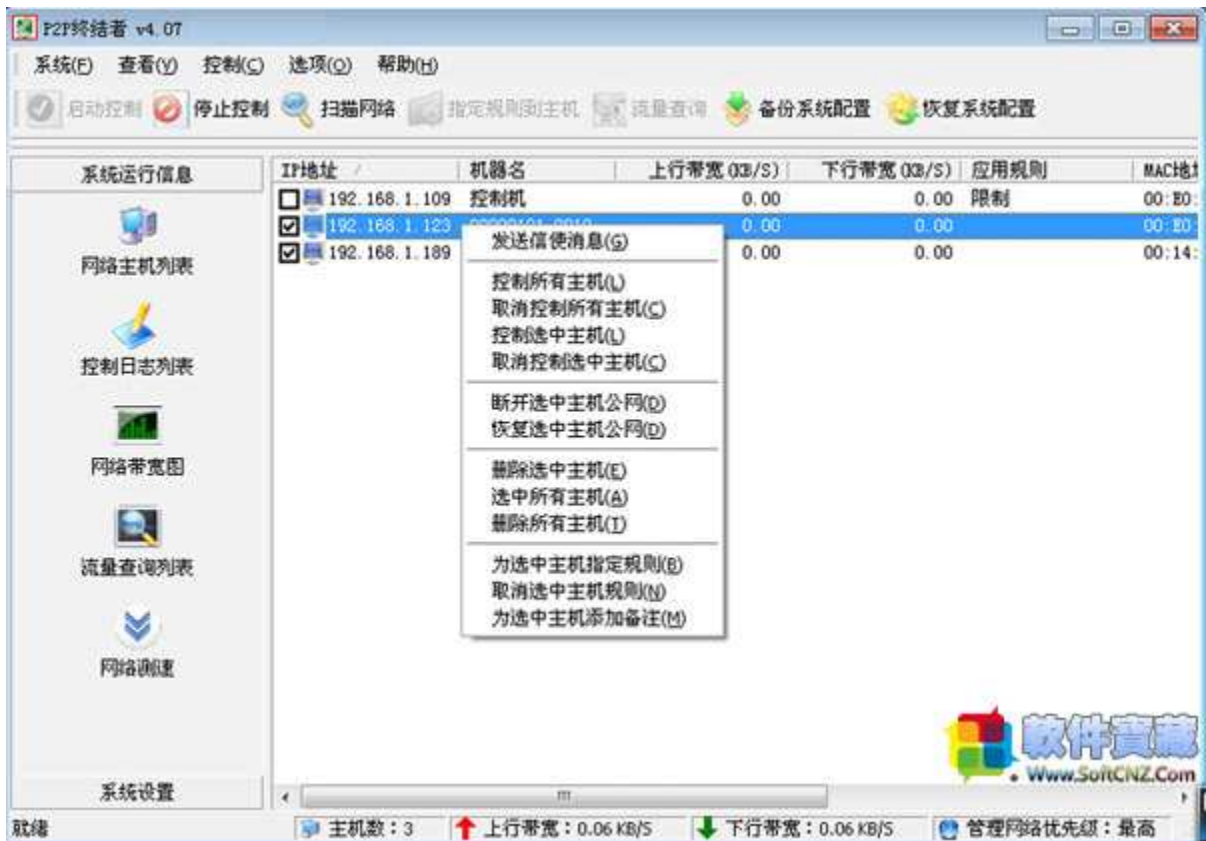 P2P终结者 v4.07
系统(F) 查看(V) 控制(C) 选项(O) 帮助(H)
启动控制 停止控制 扫描网络 指定规则到主机 流量查询 备份系统配置 恢复系统配置
系统运行信息
网络主机列表
控制日志列表
网络带宽图
流量查询列表
网络测速
系统设置
IP地址 机器名 上行带宽(KB/S) 下行带宽(KB/S) 应用规则 MAC地
192.168.1.109 控制机 0.00 0.00 限制 00:E0:
192.168.1.123 0.00 0.00 00:E0:
192.168.1.189 0.00 0.00 00:14:
发送信使消息(G)
控制所有主机(L)
取消控制所有主机(C)
控制选中主机(L)
取消控制选中主机(C)
断开选中主机公网(D)
恢复选中主机公网(D)
删除选中主机(E)
选中所有主机(A)
删除所有主机(T)
为选中主机指定规则(B)
取消选中主机规则(N)
为选中主机添加备注(M)
軟件寶藏
Www.SoftCNZ.Com
就绪 主机数:3 上行带宽:0.06 KB/S 下行带宽:0.06 KB/S 管理网络优先级:最高